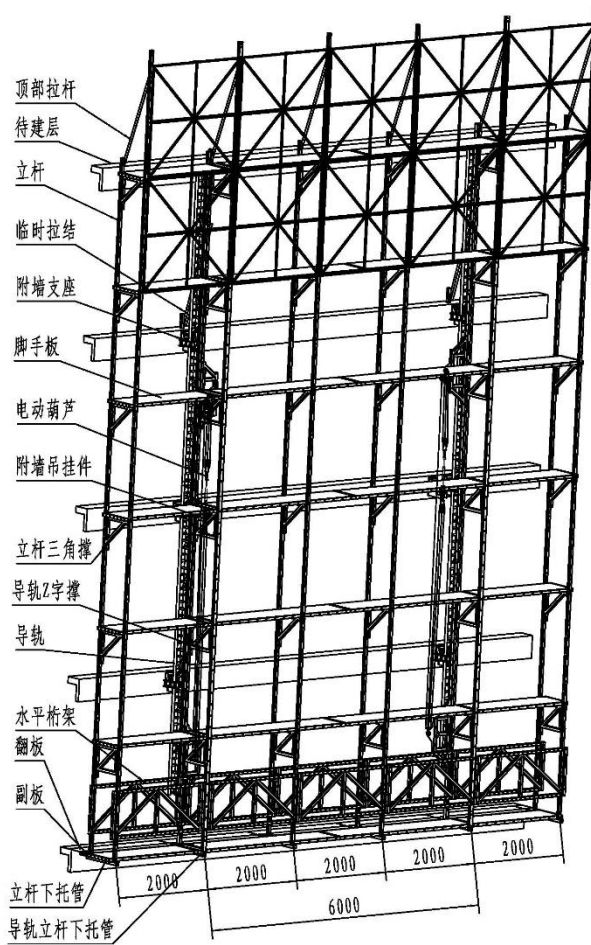 顶部拉杆
待建层
立杆
临时拉结
附墙支座
脚手板
电动葫芦
附墙吊挂件
立杆三角撑
导轨Z字撑
导轨
水平桁架
翻板
副板
立杆下托管
导轨立杆下托管
2000
2000
2000
2000
2000
6000